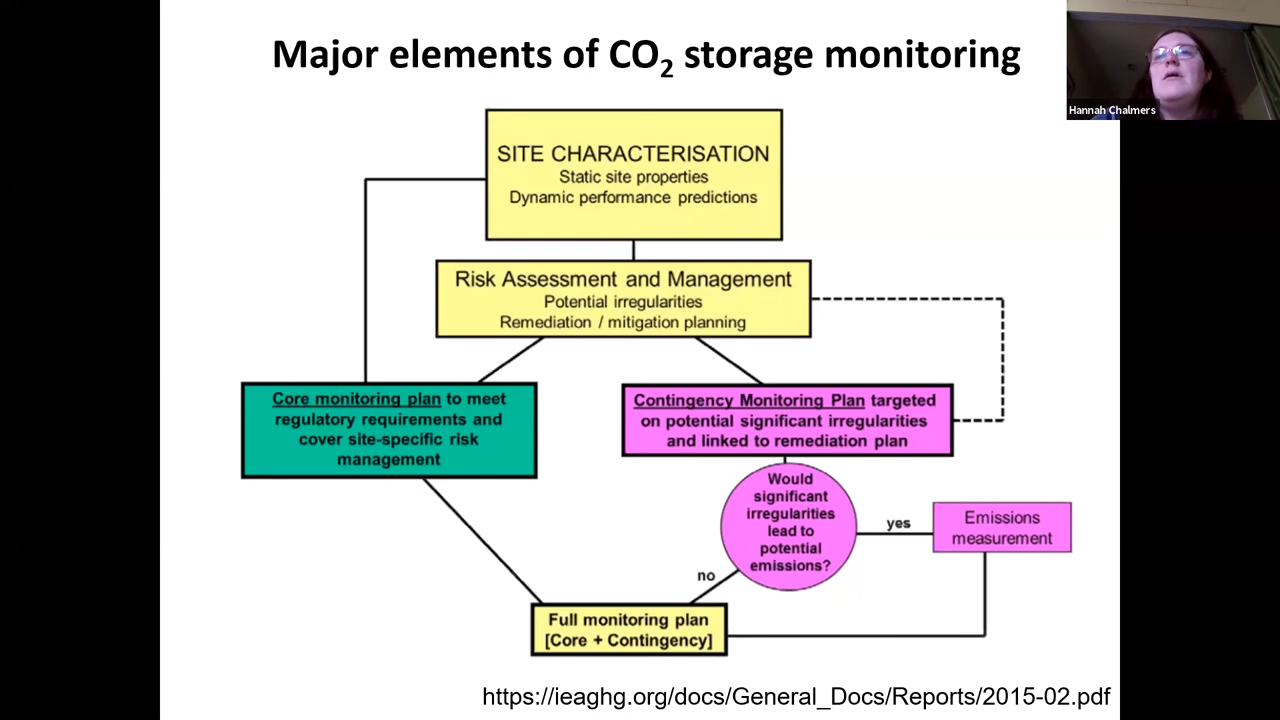 Major elements of CO2 storage monitoring
Hannah Chalmers
SITE CHARACTERISATION
Static site properties
Dynamic performance predictions
Risk Assessment and Management
Potential irregularities
Remediation / mitigation planning
Core monitoring plan to meet
regulatory requirements and
cover site-specific risk
management
Contingency Monitoring Plan targeted
on potential significant irregularities
and linked to remediation plan
Would
significant
irregularities
lead to
potential
emissions?
yes
Emissions
measurement
no
Full monitoring plan
[Core + Contingency]
https://ieaghg.org/docs/General_Docs/Reports/2015-02.pdf